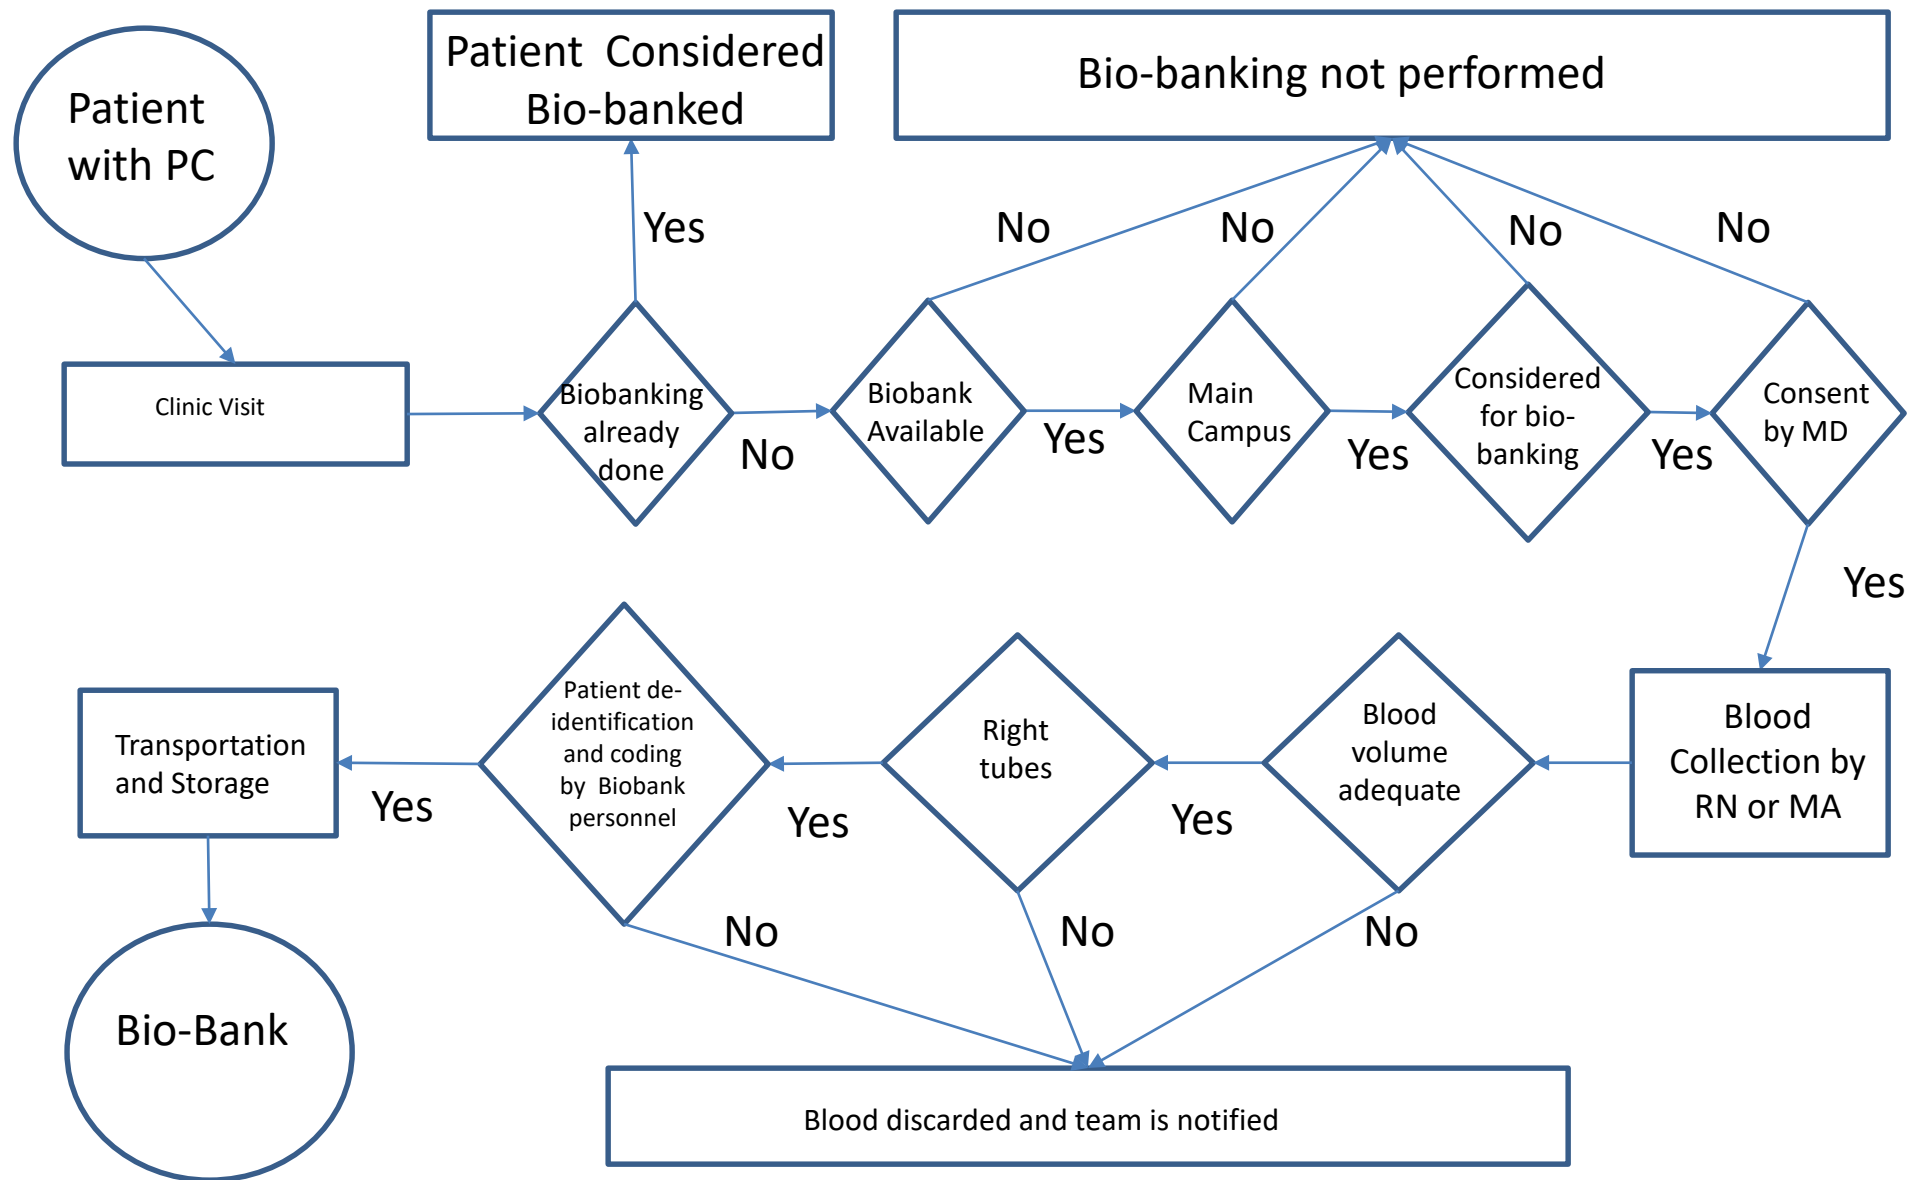 Patient
with PC
Patient Considered
Bio-banked
Bio-banking not performed
Yes
No
No
No
No
Clinic Visit
Biobanking
already
done
No
Biobank
Available
Yes
Main
Campus
Yes
Considered
for bio-
banking
Yes
Consent
by MD
Yes
Blood
Collection by
RN or MA
Blood
volume
adequate
Yes
Right
tubes
Yes
Patient de-
identification
and coding
by Biobank
personnel
Yes
Transportation
and Storage
No
No
No
Bio-Bank
Blood discarded and team is notified